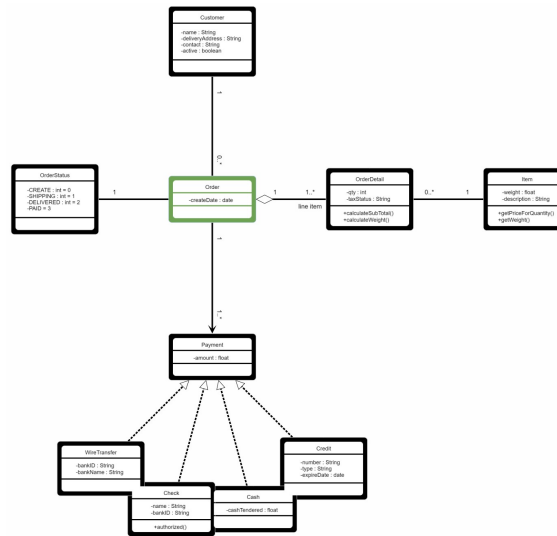 Customer
-name : String
-deliveryAddress : String
-contact : String
-active : boolean
1
0..*
OrderStatus
-CREATE : int = 0
-SHIPPING : int = 1
-DELIVERED : int = 2
-PAID = 3
1
Order
-createDate : date
1
1..*
line item
OrderDetail
-qty : int
-taxStatus : String
+calculateSubTotal()
+calculateWeight()
0..*
1
Item
-weight : float
-description : String
+getPriceForQuantity()
+getWeight()
1
1..*
Payment
-amount : float
WireTransfer
-bankID : String
-bankName : String
Check
-name : String
-bankID : String
+authorized()
Cash
-cashTendered : float
Credit
-number : String
-type : String
-expireDate : date